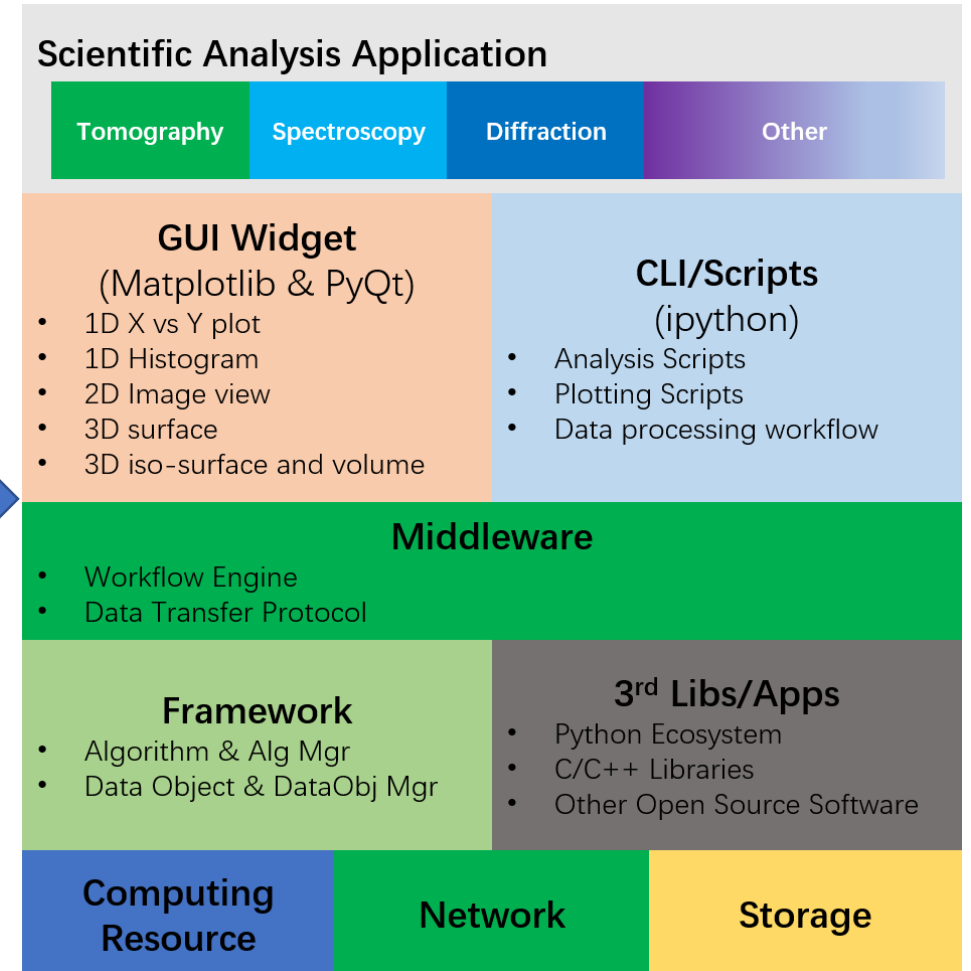 Scientific Analysis Application
Tomography
Spectroscopy
Diffraction
Other
GUI Widget
(Matplotlib & PyQt)
• 1D X vs Y plot
• 1D Histogram
• 2D Image view
• 3D surface
• 3D iso-surface and volume
CLI/Scripts
(ipython)
• Analysis Scripts
• Plotting Scripts
• Data processing workflow
Middleware
• Workflow Engine
• Data Transfer Protocol
Framework
• Algorithm & Alg Mgr
• Data Object & DataObj Mgr
3rd Libs/Apps
• Python Ecosystem
• C/C++ Libraries
• Other Open Source Software
Computing
Resource
Network
Storage